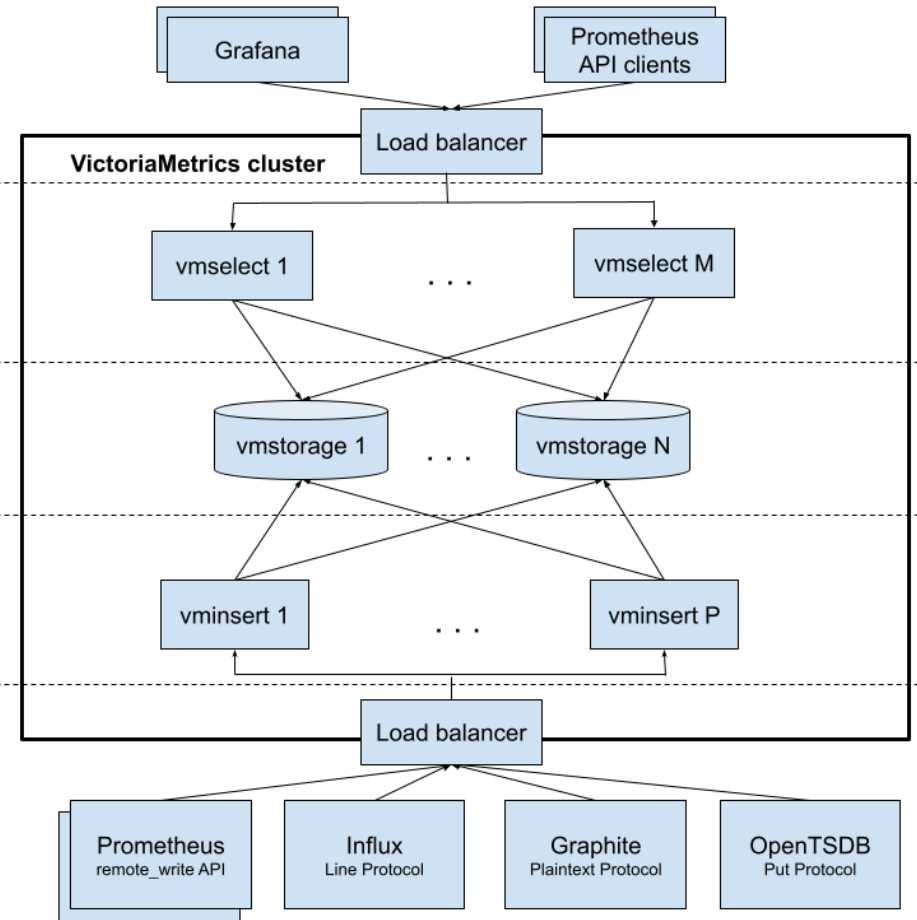 Grafana
Prometheus
API clients
Load balancer
VictoriaMetrics cluster
vmselect 1
. . .
vmselect M
vmstorage 1
. . .
vmstorage N
vminsert 1
. . .
vminsert P
Load balancer
Prometheus
remote_write API
Influx
Line Protocol
Graphite
Plaintext Protocol
OpenTSDB
Put Protocol